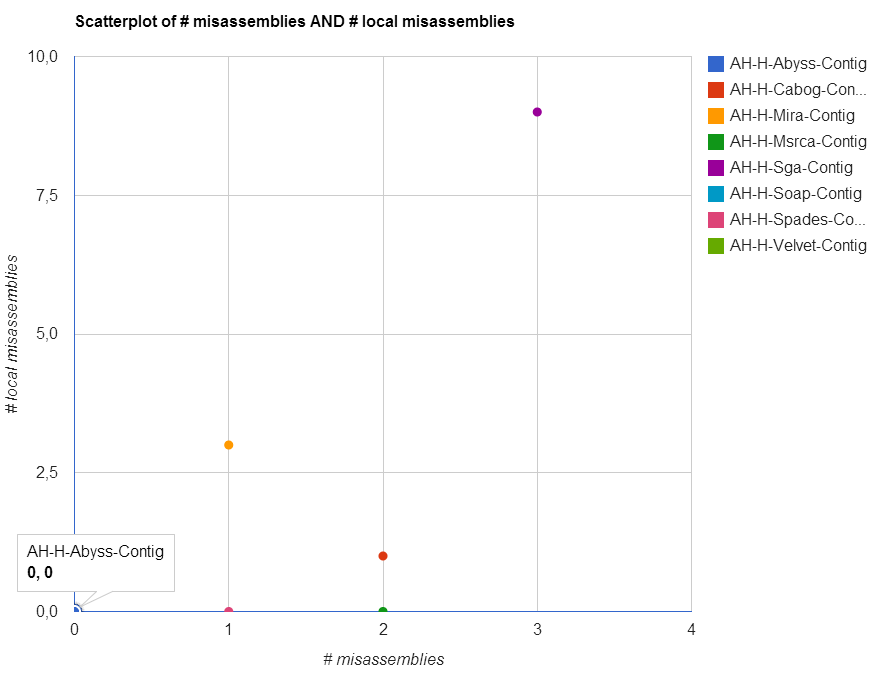 Scatterplot of # misassemblies AND # local misassemblies
10,0
7,5
5,0
2,5
0,0
# local misassemblies
AH-H-Abyss-Contig
0, 0
0 1 2 3 4
# misassemblies
AH-H-Abyss-Contig
AH-H-Cabog-Con...
AH-H-Mira-Contig
AH-H-Msrca-Contig
AH-H-Sga-Contig
AH-H-Soap-Contig
AH-H-Spades-Co...
AH-H-Velvet-Contig